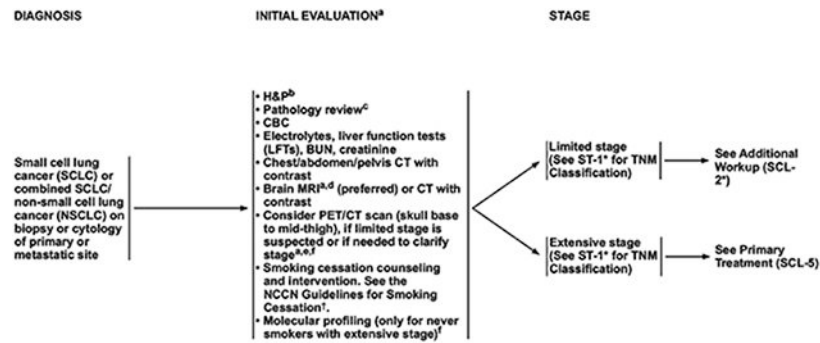 DIAGNOSIS
INITIAL EVALUATIONa
STAGE
Small cell lung
cancer (SCLC) or
combined SCLC/
non-small cell lung
cancer (NSCLC) on
biopsy or cytology
of primary or
metastatic site
• H&Pb
• Pathology reviewc
• CBC
• Electrolytes, liver function tests
(LFTs), BUN, creatinine
• Chest/abdomen/pelvis CT with
contrast
• Brain MRIa,d (preferred) or CT with
contrast
• Consider PET/CT scan (skull base
to mid-thigh), if limited stage is
suspected or if needed to clarify
stagea,e,f
• Smoking cessation counseling
and intervention. See the
NCCN Guidelines for Smoking
Cessation†.
• Molecular profiling (only for never
smokers with extensive stage)f
Limited stage
(See ST-1* for TNM
Classification)
See Additional
Workup (SCL-
2*)
Extensive stage
(See ST-1* for TNM
Classification)
See Primary
Treatment (SCL-5)